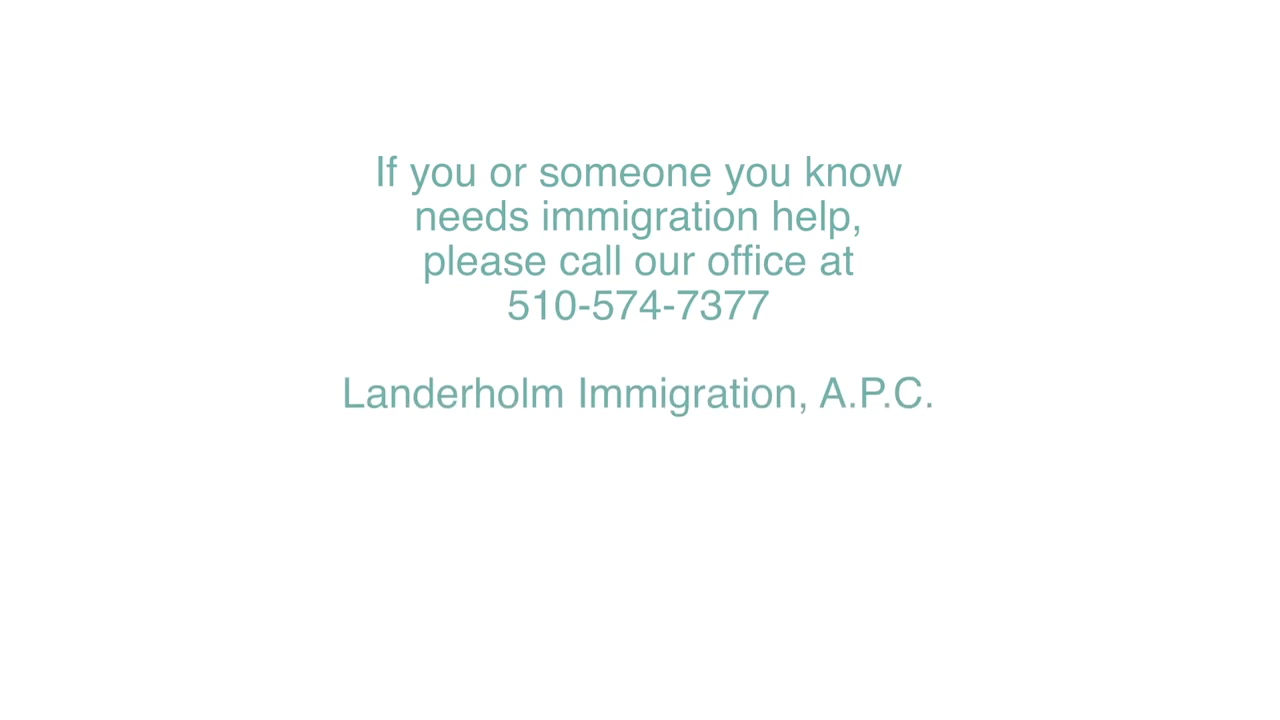 If you or someone you know
needs immigration help,
please call our office at
510-574-7377
Landerholm Immigration, A.P.C.